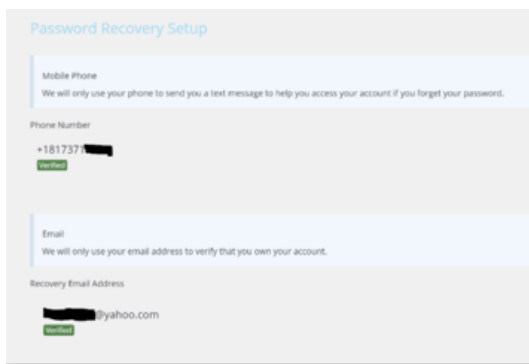 Password Recovery Setup
Mobile Phone
We will only use your phone to send you a text message to help you access your account if you forget your password.
Phone Number
+1817371
Verified
Email
We will only use your email address to verify that you own your account.
Recovery Email Address
@yahoo.com
Verified